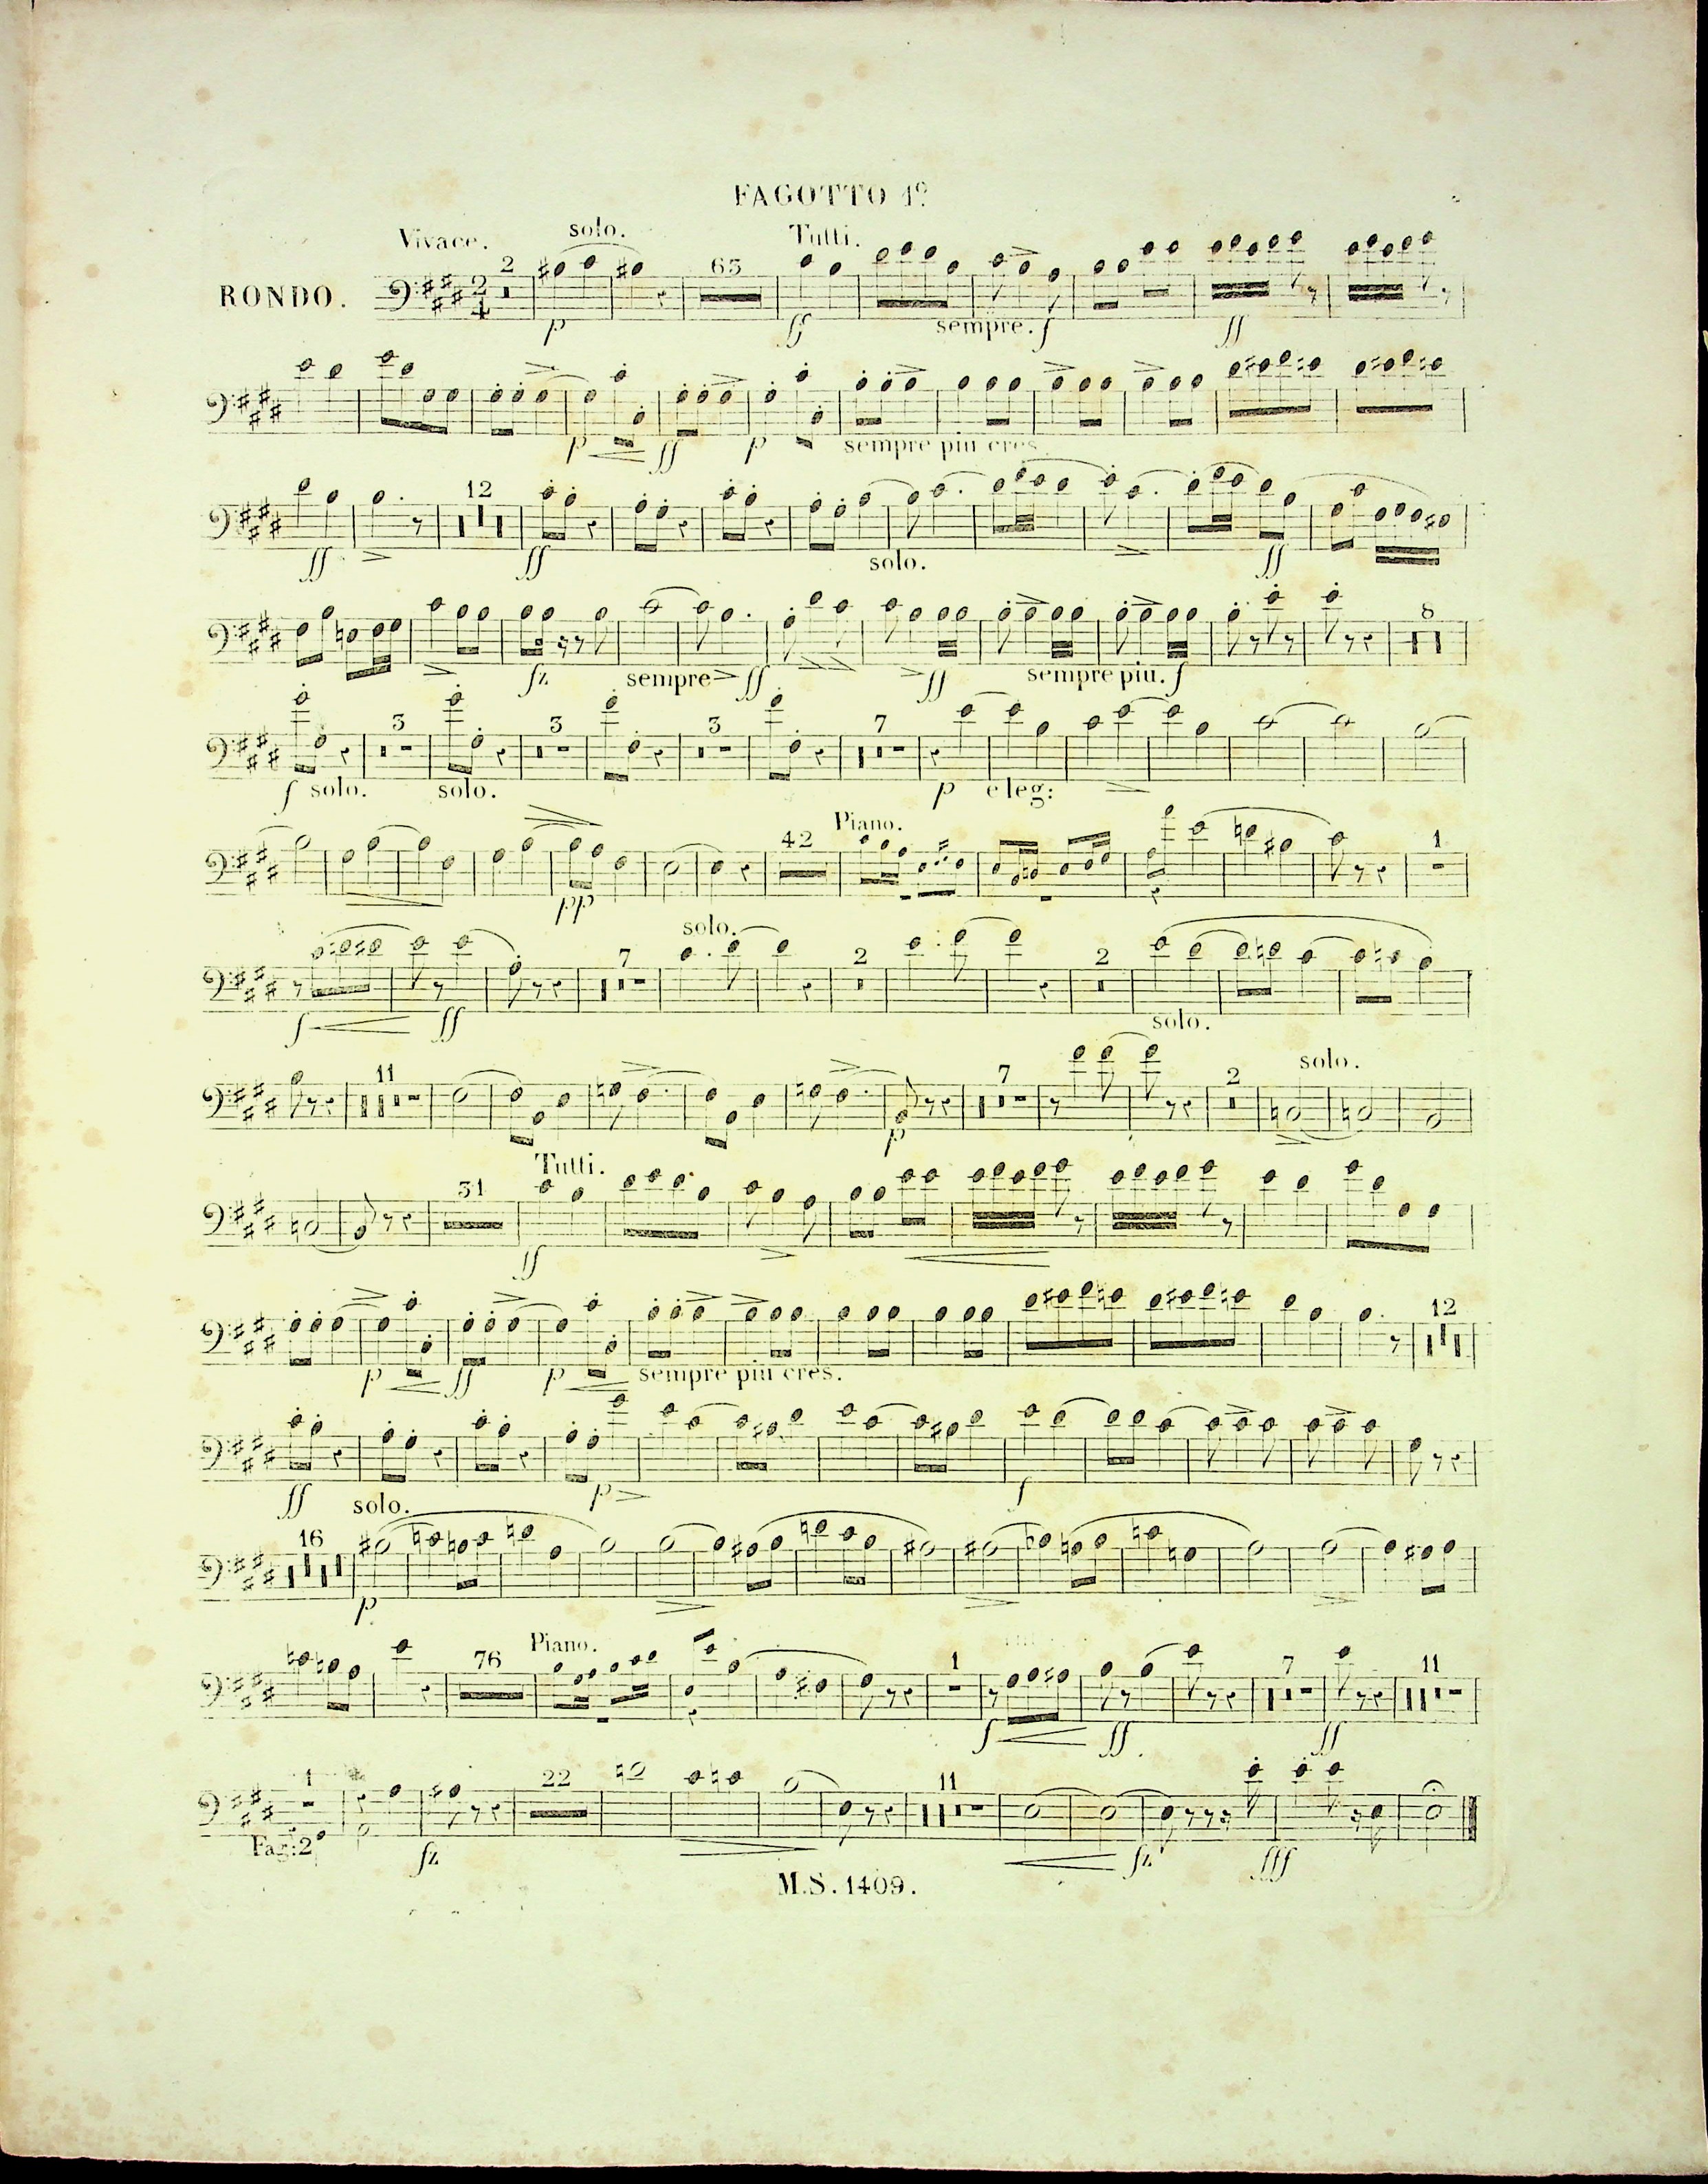 FAGOTTO 1º
Vivace. solo. Tutti.
RONDO. 2 65
p ff sempre. f ff
p ff p sempre piu cres.
12
ff ff solo. ff
8
fz sempre ff ff sempre piu. f
3 3 3 7
f solo. solo. p e leg:
42 Piano. 1
pp
solo.
7 2 2
f ff solo.
11 7 2 solo.
p
31 Tutti.
ff
12
p ff p sempre piu cres.
ff solo. p f
16
p
76 Piano. 1 7 11
f ff ff
1 22 11
Fag: 2º fz fz fff
M.S. 1409.